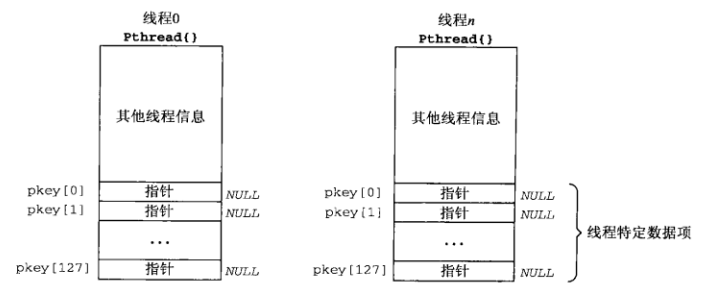 线程0
Pthread{}
其他线程信息
pkey[0] 指针 NULL
pkey[1] 指针 NULL
...
pkey[127] 指针 NULL
线程n
Pthread{}
其他线程信息
pkey[0] 指针 NULL
pkey[1] 指针 NULL
...
pkey[127] 指针 NULL
线程特定数据项